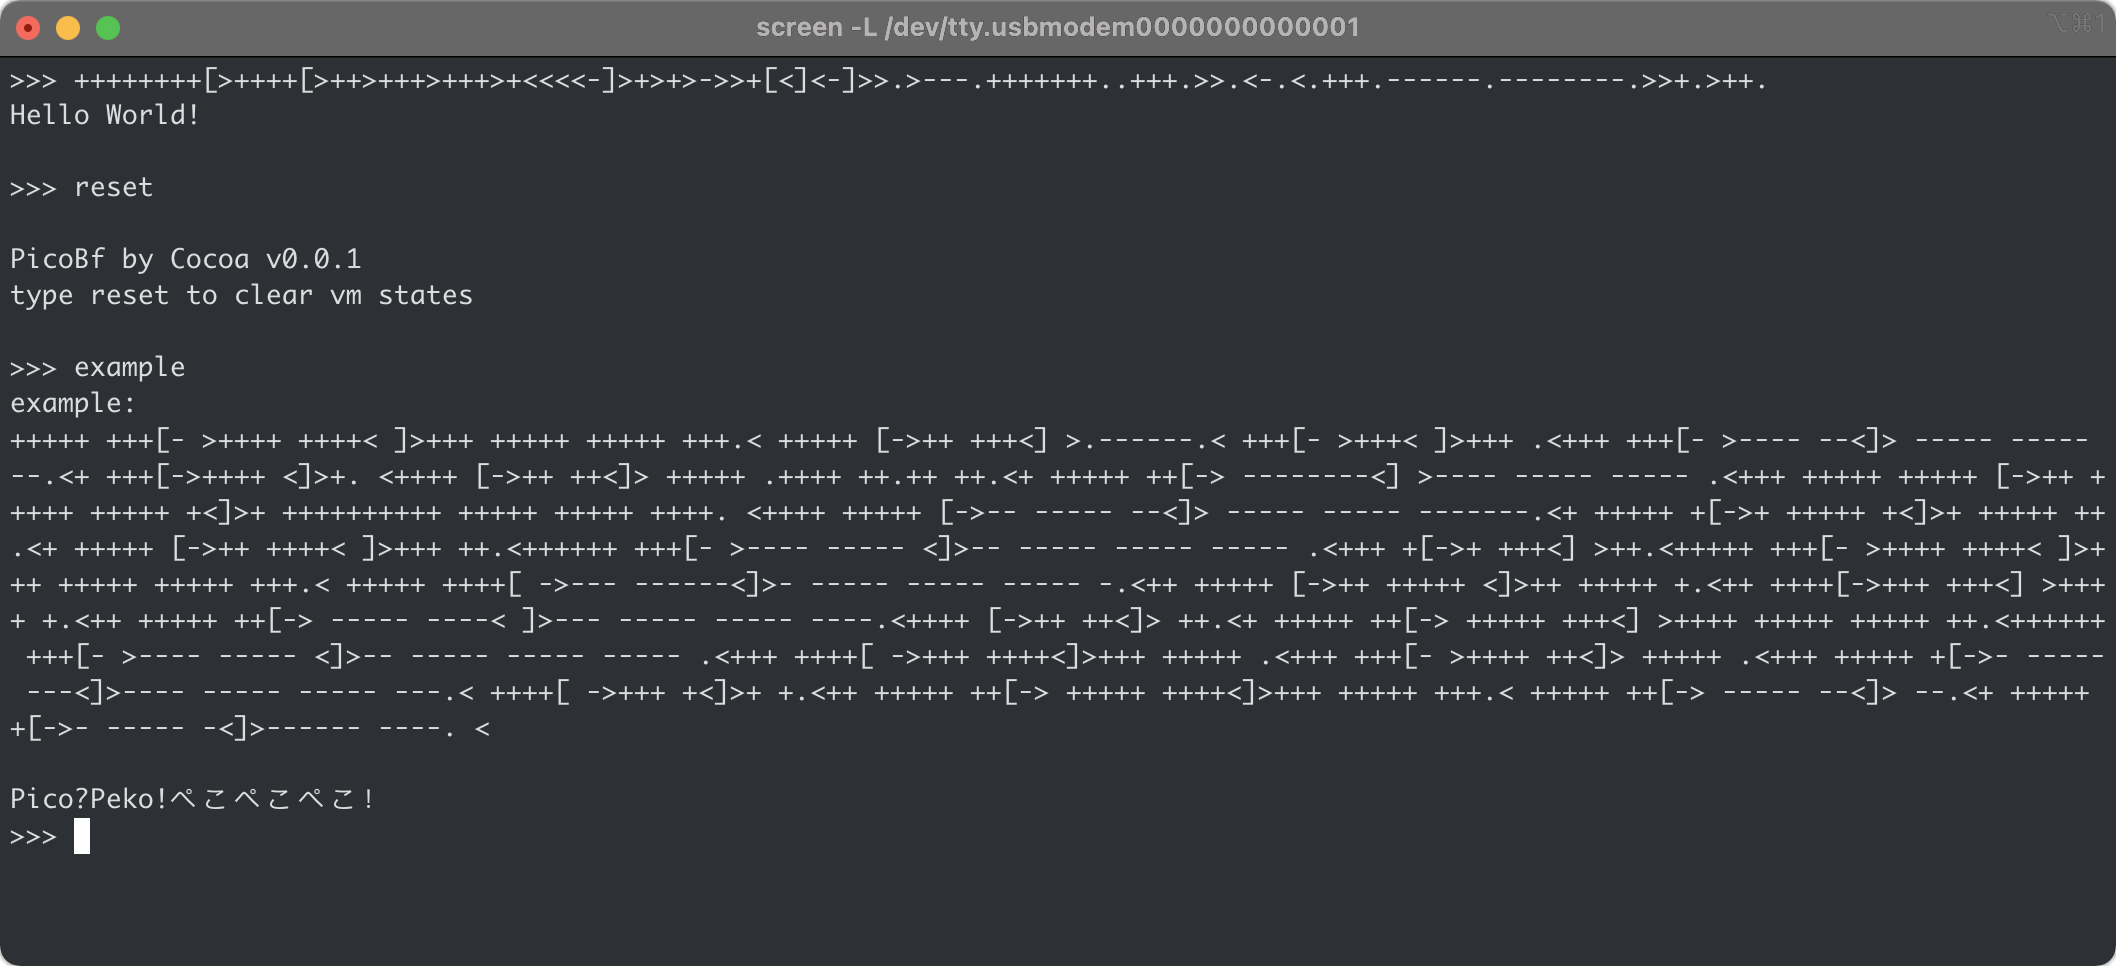 screen -L /dev/tty.usbmodem0000000000001
⌥⌘1
>>> ++++++++[>++++[>++>+++>+++>+<<<<-]>+>+>->>+[<]<-]>>.>---.+++++++..+++.>>.<-.<.+++.------.--------.>>+.>++.
Hello World!
>>> reset
PicoBf by Cocoa v0.0.1
type reset to clear vm states
>>> example
example:
+++++ +++[- >++++ ++++< ]>+++ +++++ +++++ +++.< +++++ [->++ +++<] >.------.< +++[- >+++< ]>+++ .<+++ +++[- >---- --<]> ----- -----
--.<+ +++[->++++ <]>+. <++++ [->++ ++<]> +++++ .++++ ++.++ ++.<+ +++++ ++[-> --------<] >---- ----- ----- .<+++ +++++ +++++ [->++ +
++++ +++++ +<]>+ ++++++++++ +++++ +++++ ++++. <++++ +++++ [->-- ----- --<]> ----- ----- -------.<+ +++++ +[->+ +++++ +<]>+ +++++ ++
.<+ +++++ [->++ ++++< ]>+++ ++.<++++++ +++[- >---- ----- <]>-- ----- ----- ----- .<+++ +[->+ +++<] >++.<+++++ +++[- >++++ ++++< ]>+
++ +++++ +++++ +++.< +++++ ++++[ ->--- ------<]>- ----- ----- ----- -.<++ +++++ [->++ +++++ <]>++ +++++ +.<++ ++++[->+++ +++<] >+++
+ +.<++ +++++ ++[-> ----- ----< ]>--- ----- ----- ----.<++++ [->++ ++<]> ++.<+ +++++ ++[-> +++++ +++<] >++++ +++++ +++++ ++.<++++++
+++[- >---- ----- <]>-- ----- ----- ----- .<+++ ++++[ ->+++ ++++<]>+++ +++++ .<+++ +++[- >++++ ++<]> +++++ .<+++ +++++ +[->- -----
---<]>---- ----- ----- ---.< ++++[ ->+++ +<]>+ +.<++ +++++ ++[-> +++++ ++++<]>+++ +++++ +++.< +++++ ++[-> ----- --<]> --.<+ +++++
+[->- ----- -<]>------ ----. <
Pico?Peko!ぺこぺこぺこ！
>>>